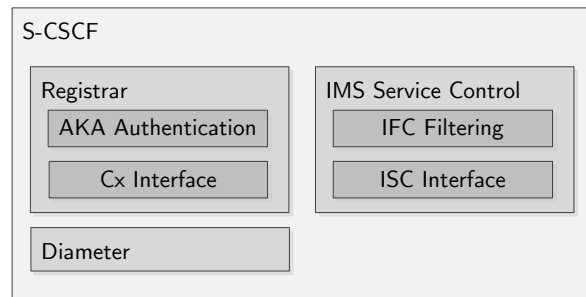 S-CSCF
Registrar
AKA Authentication
Cx Interface
IMS Service Control
IFC Filtering
ISC Interface
Diameter